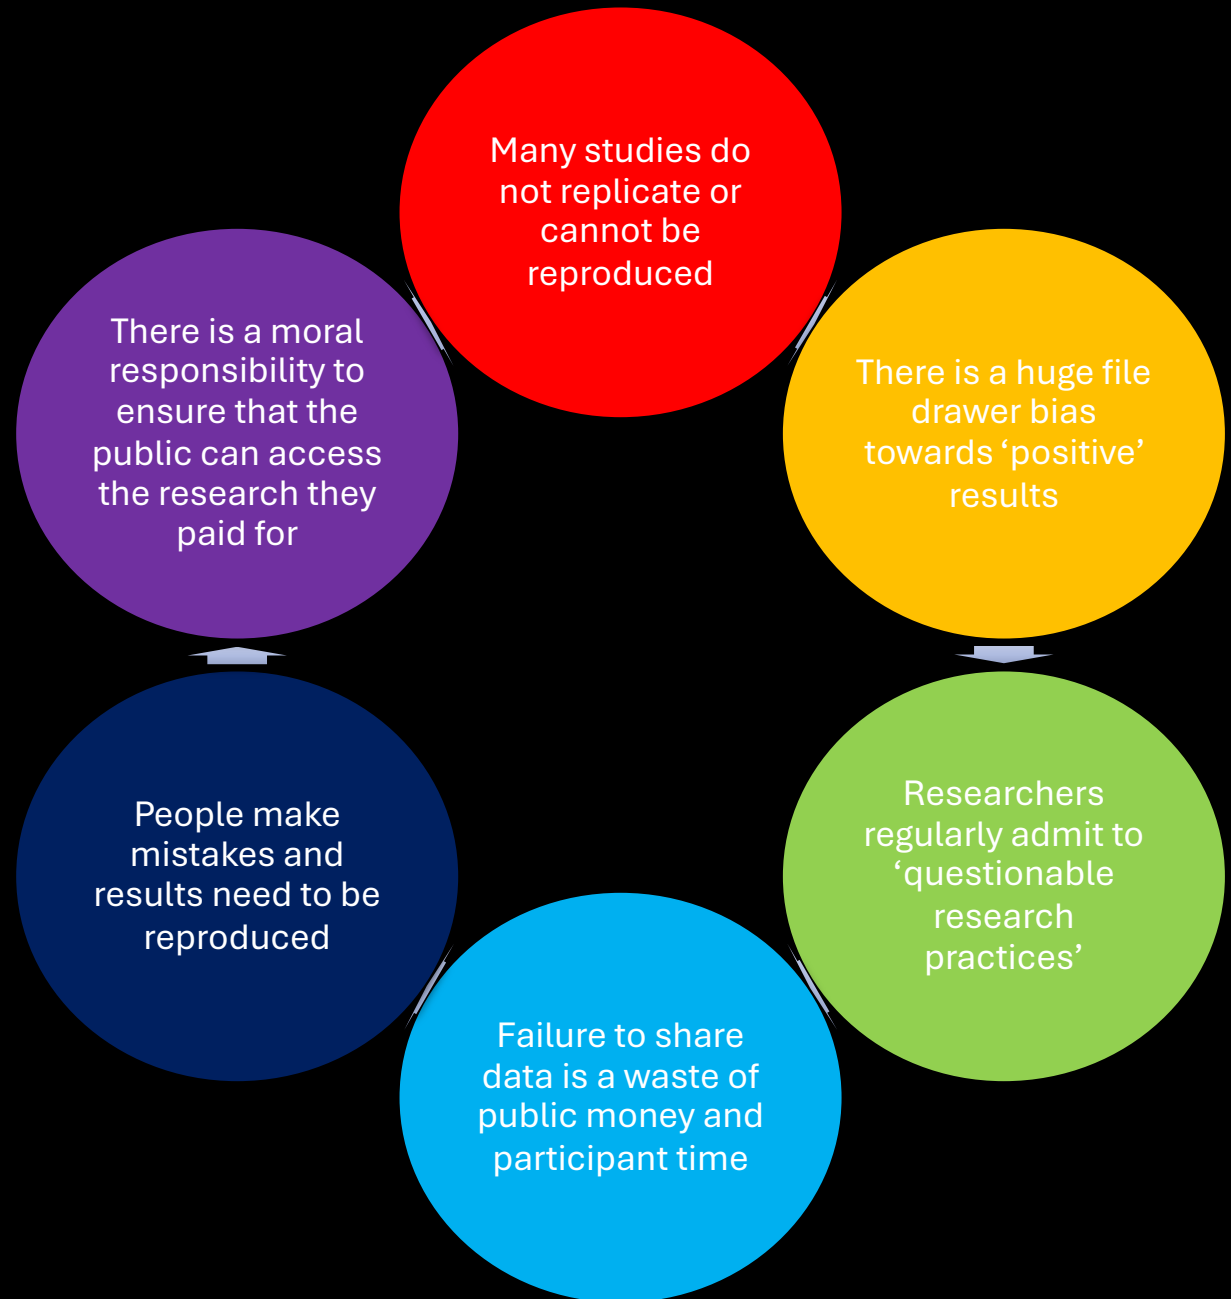 Many studies do
not replicate or
cannot be
reproduced
There is a huge file
drawer bias
towards ‘positive’
results
Researchers
regularly admit to
‘questionable
research
practices’
Failure to share
data is a waste of
public money and
participant time
People make
mistakes and
results need to be
reproduced
There is a moral
responsibility to
ensure that the
public can access
the research they
paid for